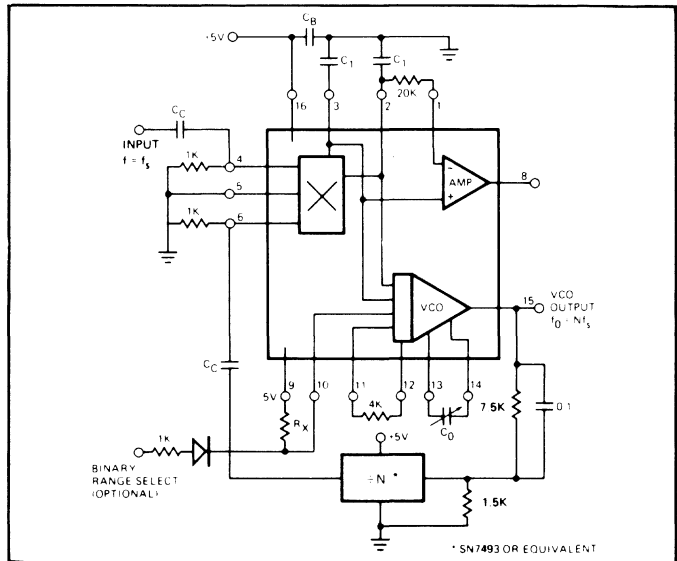 C_B
+5V
C_1
C_1
20K
16
3
2
1
C_C
INPUT
f = f_s
1K
4
5
1K
6
AMP
-
+
8
VCO
15
VCO
OUTPUT
f_0 - Nf_s
C_C
9
10
11
12
13
14
5V
R_X
4K
C_0
7.5K
0.1
+5V
1K
BINARY
RANGE SELECT
(OPTIONAL)
÷N *
1.5K
* SN7493 OR EQUIVALENT